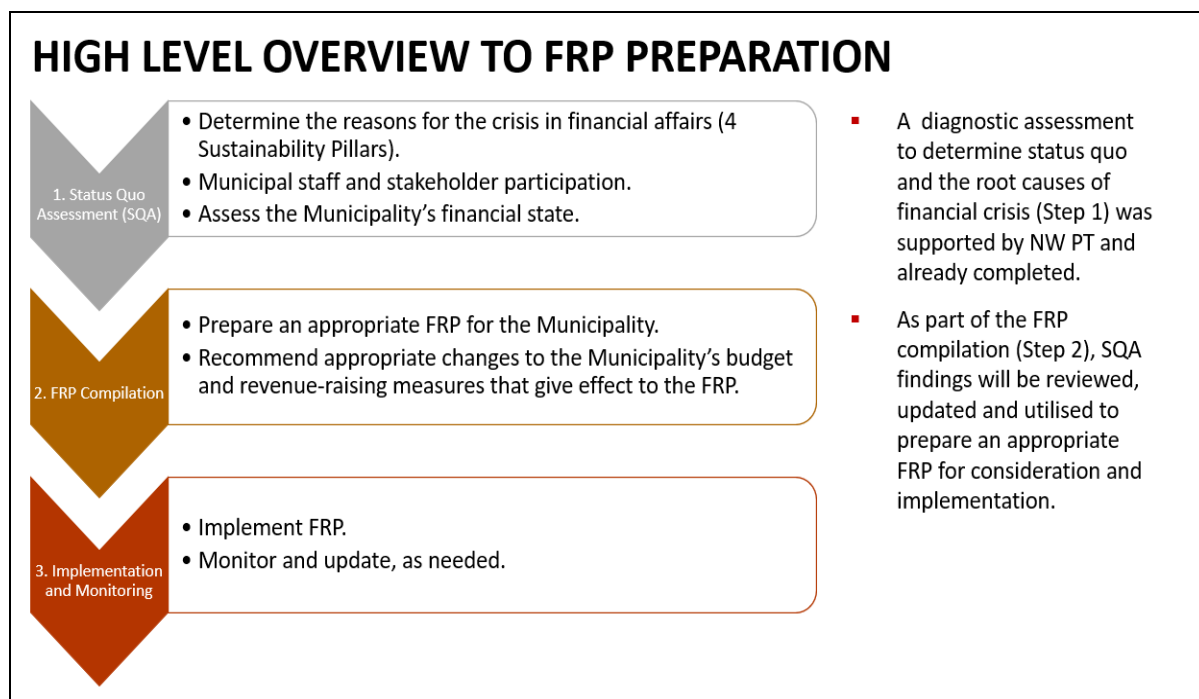 HIGH LEVEL OVERVIEW TO FRP PREPARATION
1. Status Quo
Assessment (SQA)
• Determine the reasons for the crisis in financial affairs (4
Sustainability Pillars).
• Municipal staff and stakeholder participation.
• Assess the Municipality’s financial state.
2. FRP Compilation
• Prepare an appropriate FRP for the Municipality.
• Recommend appropriate changes to the Municipality’s budget
and revenue-raising measures that give effect to the FRP.
3. Implementation
and Monitoring
• Implement FRP.
• Monitor and update, as needed.
▪ A diagnostic assessment
to determine status quo
and the root causes of
financial crisis (Step 1) was
supported by NW PT and
already completed.
▪ As part of the FRP
compilation (Step 2), SQA
findings will be reviewed,
updated and utilised to
prepare an appropriate
FRP for consideration and
implementation.